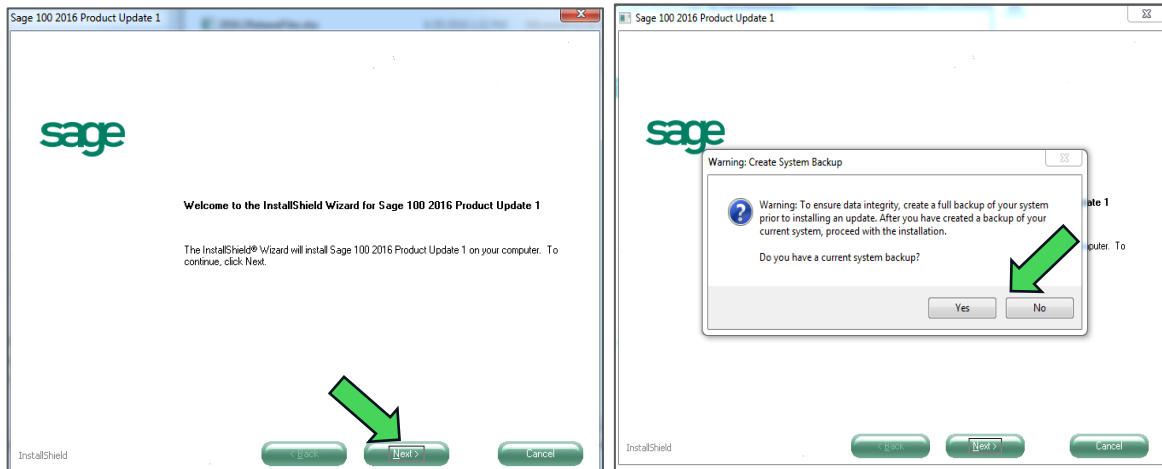 Sage 100 2016 Product Update 1
sage
Welcome to the InstallShield Wizard for Sage 100 2016 Product Update 1
The InstallShield® Wizard will install Sage 100 2016 Product Update 1 on your computer. To
continue, click Next.
InstallShield
< Back
Next >
Cancel
Sage 100 2016 Product Update 1
sage
Warning: Create System Backup
Warning: To ensure data integrity, create a full backup of your system
prior to installing an update. After you have created a backup of your
current system, proceed with the installation.
Do you have a current system backup?
Yes
No
ate 1
puter. To
InstallShield
< Back
Next >
Cancel